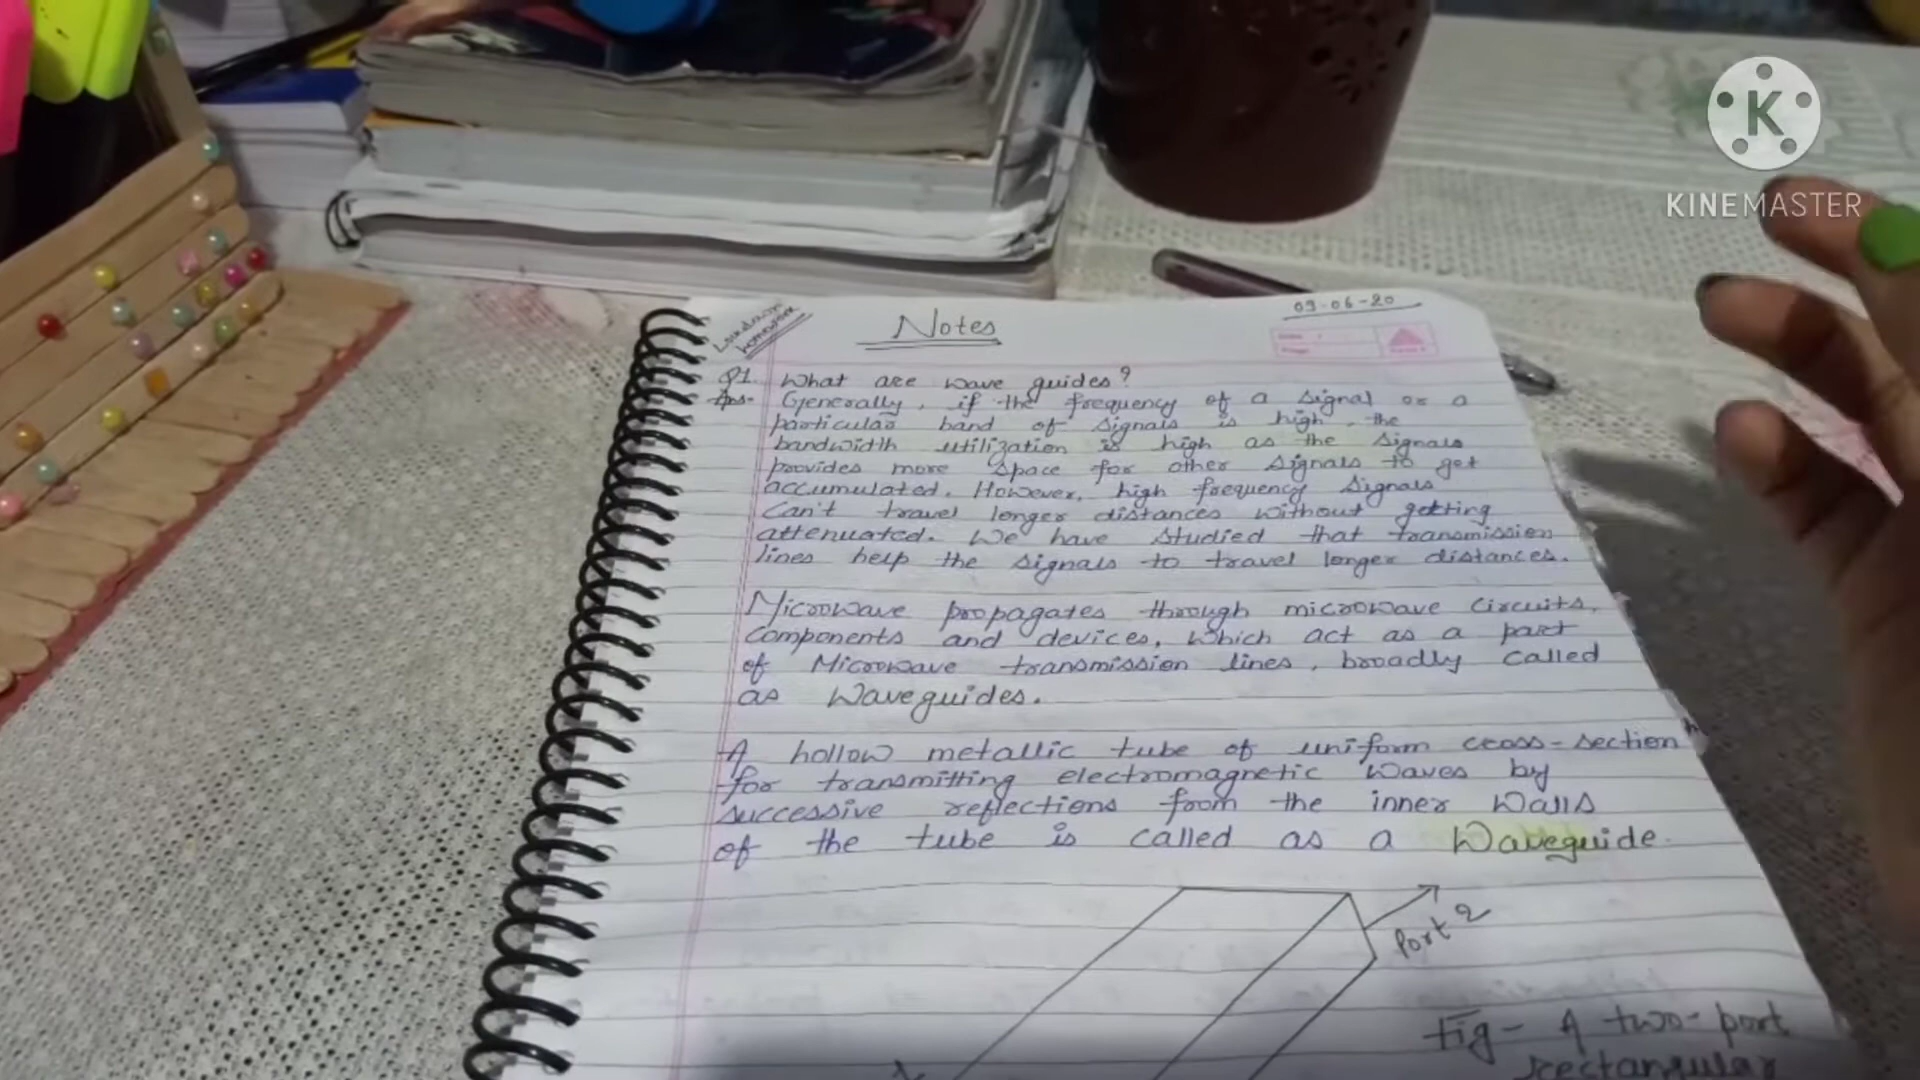 K
KINEMASTER
09-06-20
Lockdown
homework
Notes
Q1. What are wave guides?
Ans- Generally, if the frequency of a signal or a
particular band of signals is high, the
bandwidth utilization is high as the signals
provides more space for other signals to get
accumulated. However, high frequency signals
can't travel longer distances without getting
attenuated. We have studied that transmission
lines help the signals to travel longer distances.
Microwave propagates through microwave circuits,
components and devices, which act as a part
of Microwave transmission lines, broadly called
as Waveguides.
A hollow metallic tube of uniform cross-section
for transmitting electromagnetic waves by
successive reflections from the inner walls
of the tube is called as a Waveguide.
Port 2
Fig- A two-port
rectangular